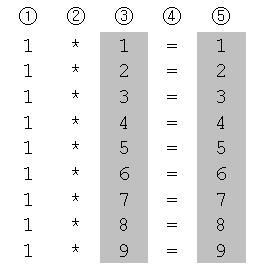 ① ② ③ ④ ⑤
1 * 1 = 1
1 * 2 = 2
1 * 3 = 3
1 * 4 = 4
1 * 5 = 5
1 * 6 = 6
1 * 7 = 7
1 * 8 = 8
1 * 9 = 9